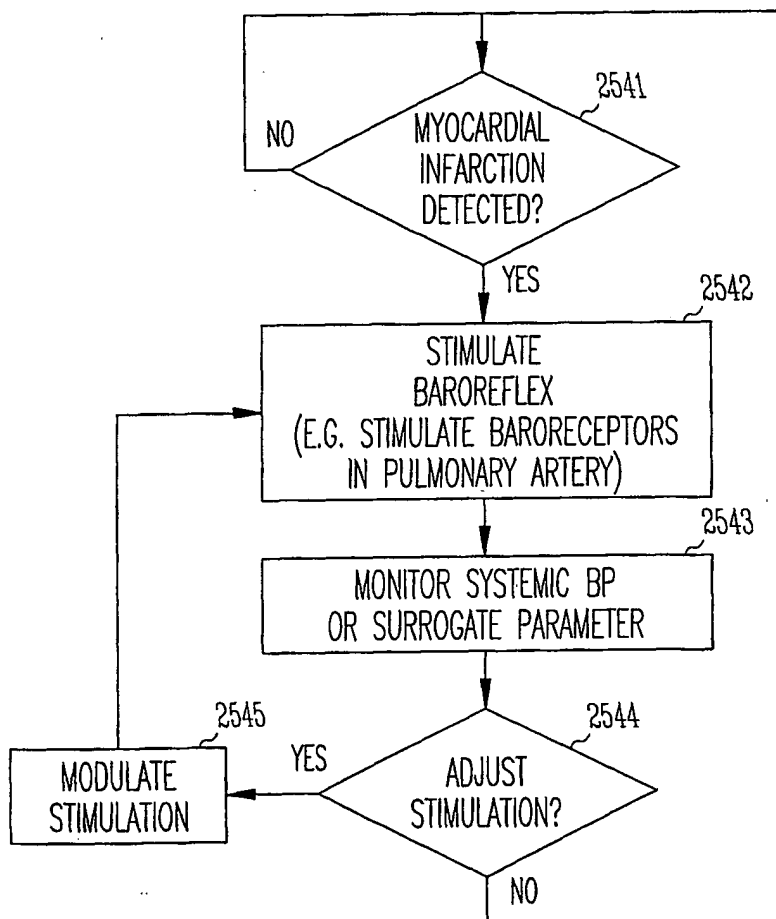 2541
NO
MYOCARDIAL
INFARCTION
DETECTED?
YES
2542
STIMULATE
BAROREFLEX
(E.G. STIMULATE BARORECEPTORS
IN PULMONARY ARTERY)
2543
MONITOR SYSTEMIC BP
OR SURROGATE PARAMETER
2545
2544
YES
MODULATE
STIMULATION
ADJUST
STIMULATION?
NO